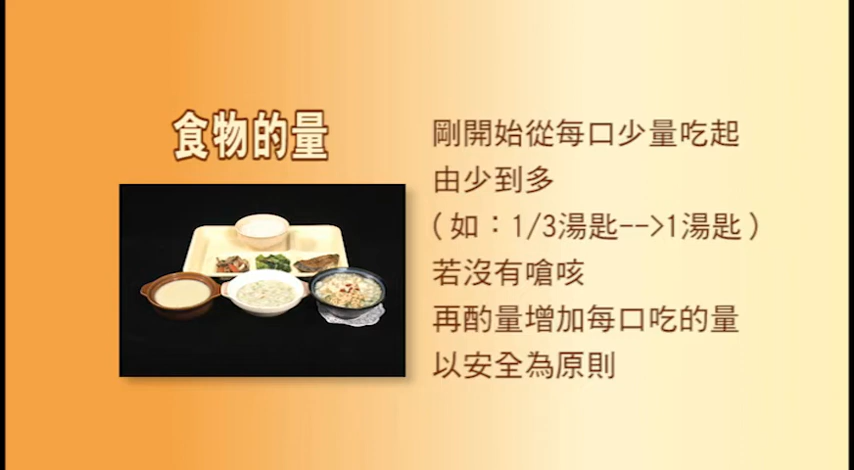 食物的量
剛開始從每口少量吃起
由少到多
(如：1/3湯匙-->1湯匙)
若沒有嗆咳
再酌量增加每口吃的量
以安全為原則